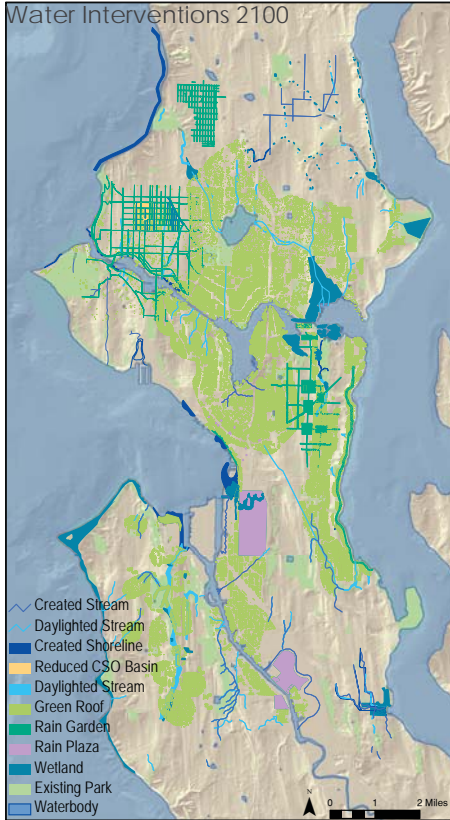 Water Interventions 2100
Created Stream
Daylighted Stream
Created Shoreline
Reduced CSO Basin
Daylighted Stream
Green Roof
Rain Garden
Rain Plaza
Wetland
Existing Park
Waterbody
N
0 1 2 Miles